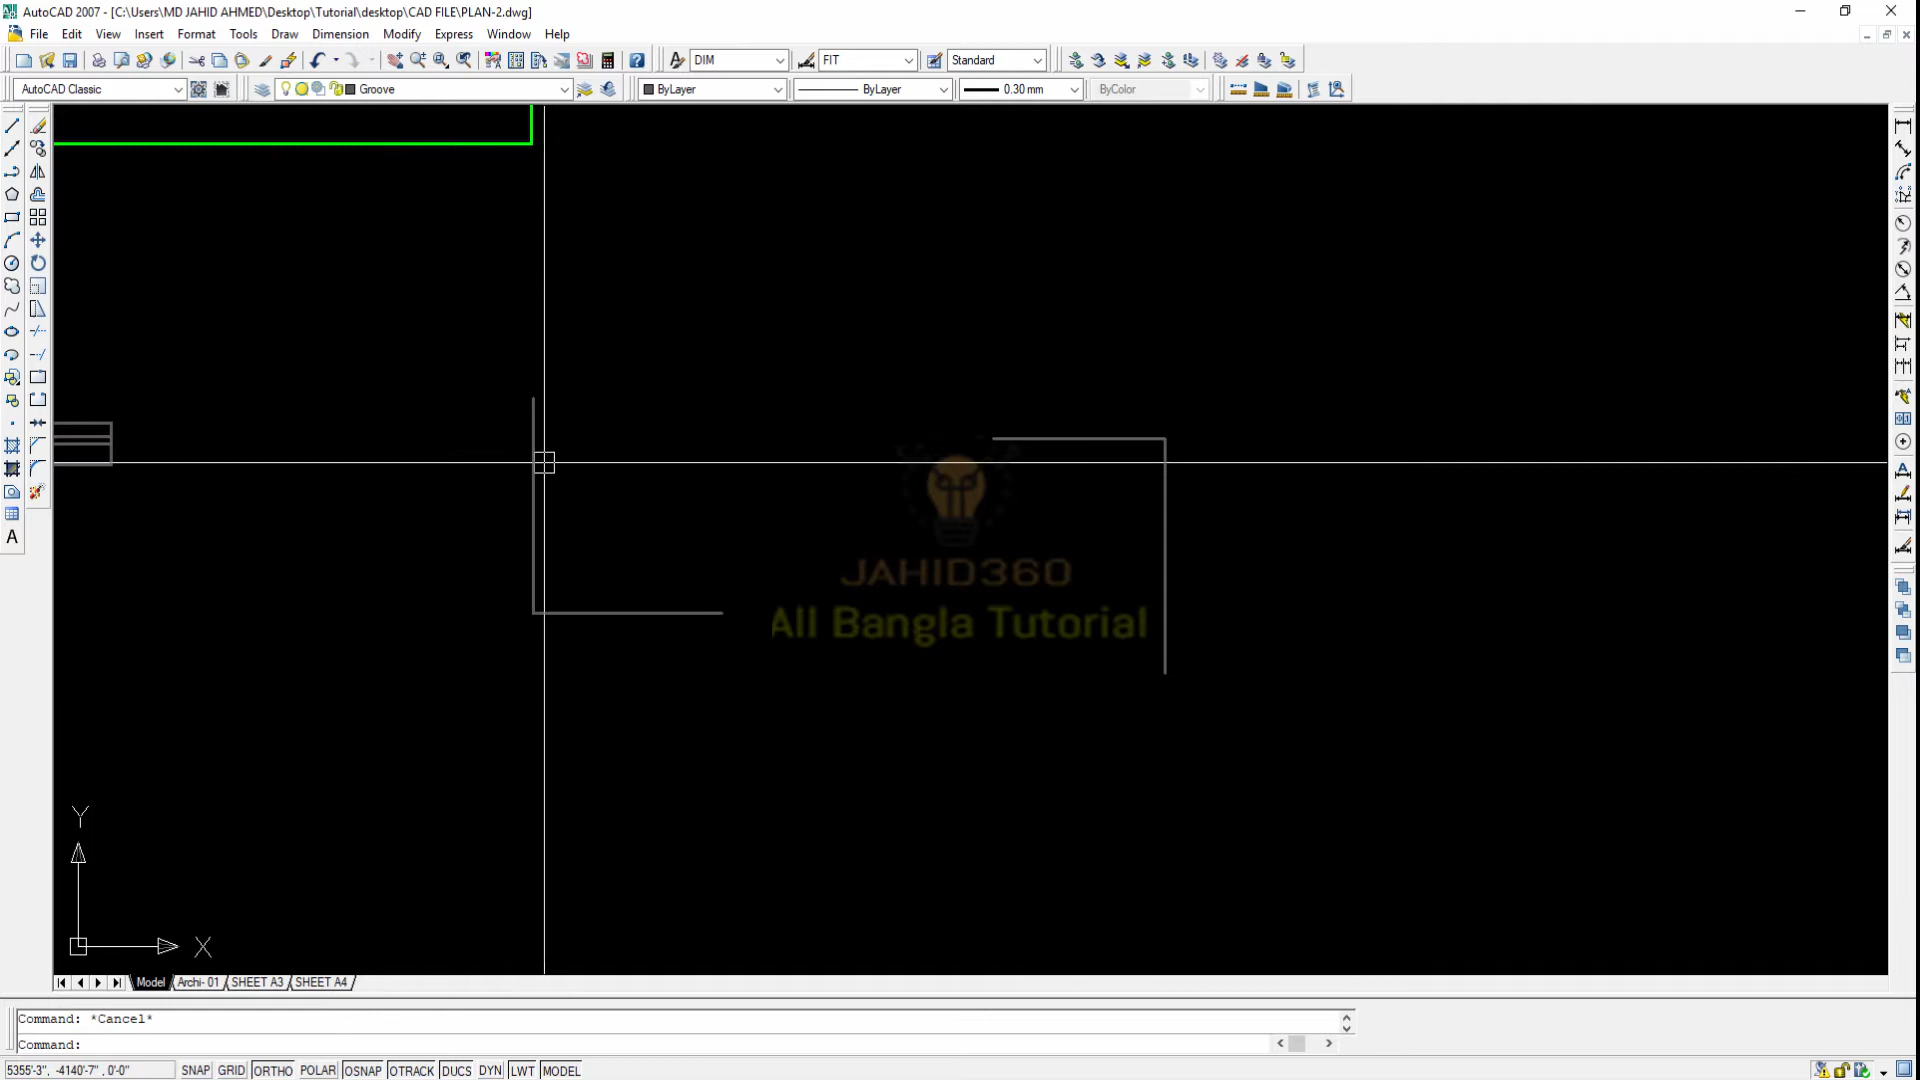 AutoCAD 2007 - [C:\Users\MD JAHID AHMED\Desktop\Tutorial\desktop\CAD FILE\PLAN-2.dwg]
File Edit View Insert Format Tools Draw Dimension Modify Express Window Help
DIM FIT Standard
AutoCAD Classic Groove ByLayer ByLayer 0.30 mm ByColor
A
JAHID360
All Bangla Tutorial
Y
X
Model Archi- 01 SHEET A3 SHEET A4
Command: *Cancel*
Command:
5355'-3", -4140'-7" , 0'-0" SNAP GRID ORTHO POLAR OSNAP OTRACK DUCS DYN LWT MODEL